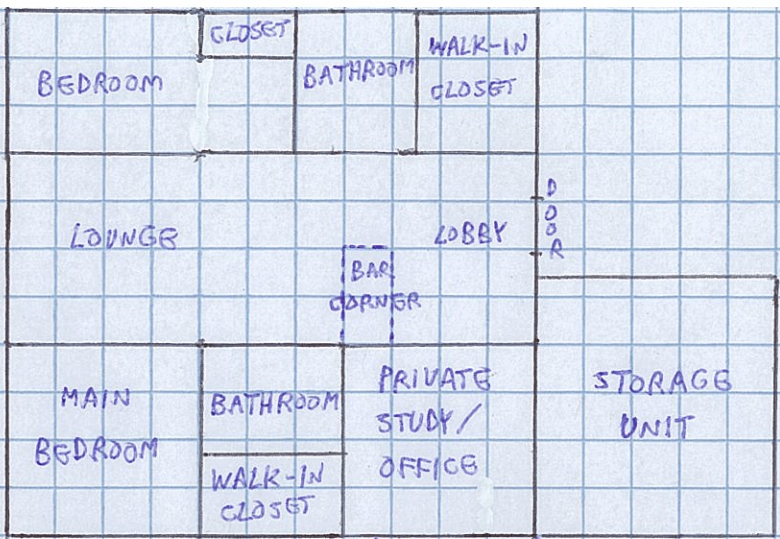 CLOSET
BEDROOM
BATHROOM
WALK-IN
CLOSET
LOUNGE
LOBBY
DOOR
BAR
CORNER
MAIN
BEDROOM
BATHROOM
WALK-IN
CLOSET
PRIVATE
STUDY/
OFFICE
STORAGE
UNIT